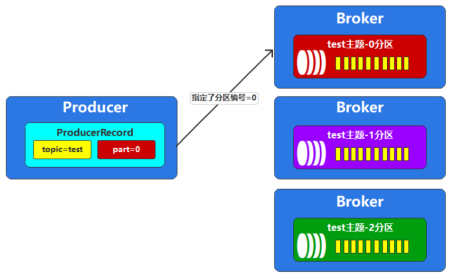 Broker
test主题-0分区
指定了分区编号=0
Producer
ProducerRecord
topic=test
part=0
Broker
test主题-1分区
Broker
test主题-2分区